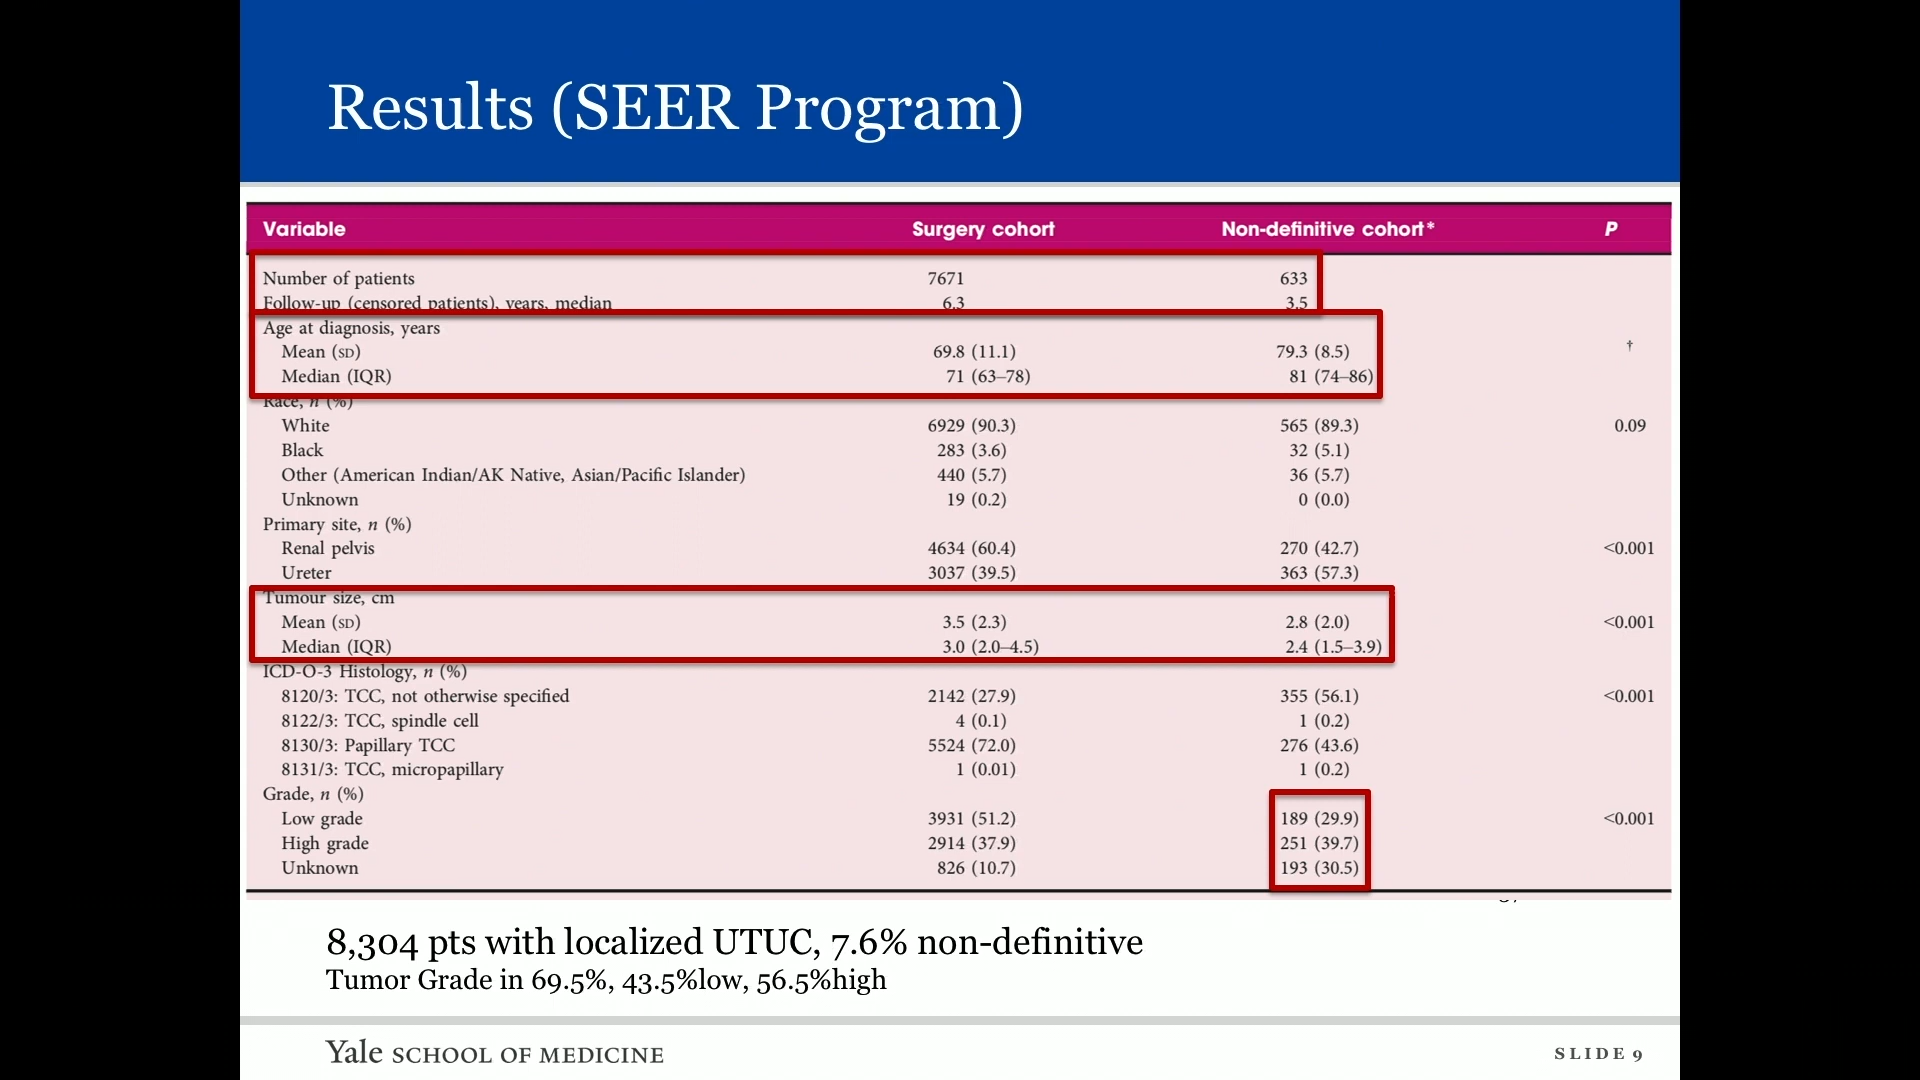 Results (SEER Program)
Variable Surgery cohort Non-definitive cohort* P
Number of patients 7671 633
Follow-up (censored patients), years, median 6.3 3.5
Age at diagnosis, years
Mean (SD) 69.8 (11.1) 79.3 (8.5) †
Median (IQR) 71 (63–78) 81 (74–86)
Race, n (%)
White 6929 (90.3) 565 (89.3) 0.09
Black 283 (3.6) 32 (5.1)
Other (American Indian/AK Native, Asian/Pacific Islander) 440 (5.7) 36 (5.7)
Unknown 19 (0.2) 0 (0.0)
Primary site, n (%)
Renal pelvis 4634 (60.4) 270 (42.7) <0.001
Ureter 3037 (39.5) 363 (57.3)
Tumour size, cm
Mean (SD) 3.5 (2.3) 2.8 (2.0) <0.001
Median (IQR) 3.0 (2.0–4.5) 2.4 (1.5–3.9)
ICD-O-3 Histology, n (%)
8120/3: TCC, not otherwise specified 2142 (27.9) 355 (56.1) <0.001
8122/3: TCC, spindle cell 4 (0.1) 1 (0.2)
8130/3: Papillary TCC 5524 (72.0) 276 (43.6)
8131/3: TCC, micropapillary 1 (0.01) 1 (0.2)
Grade, n (%)
Low grade 3931 (51.2) 189 (29.9) <0.001
High grade 2914 (37.9) 251 (39.7)
Unknown 826 (10.7) 193 (30.5)
8,304 pts with localized UTUC, 7.6% non-definitive
Tumor Grade in 69.5%, 43.5%low, 56.5%high
Yale SCHOOL OF MEDICINE
SLIDE 9